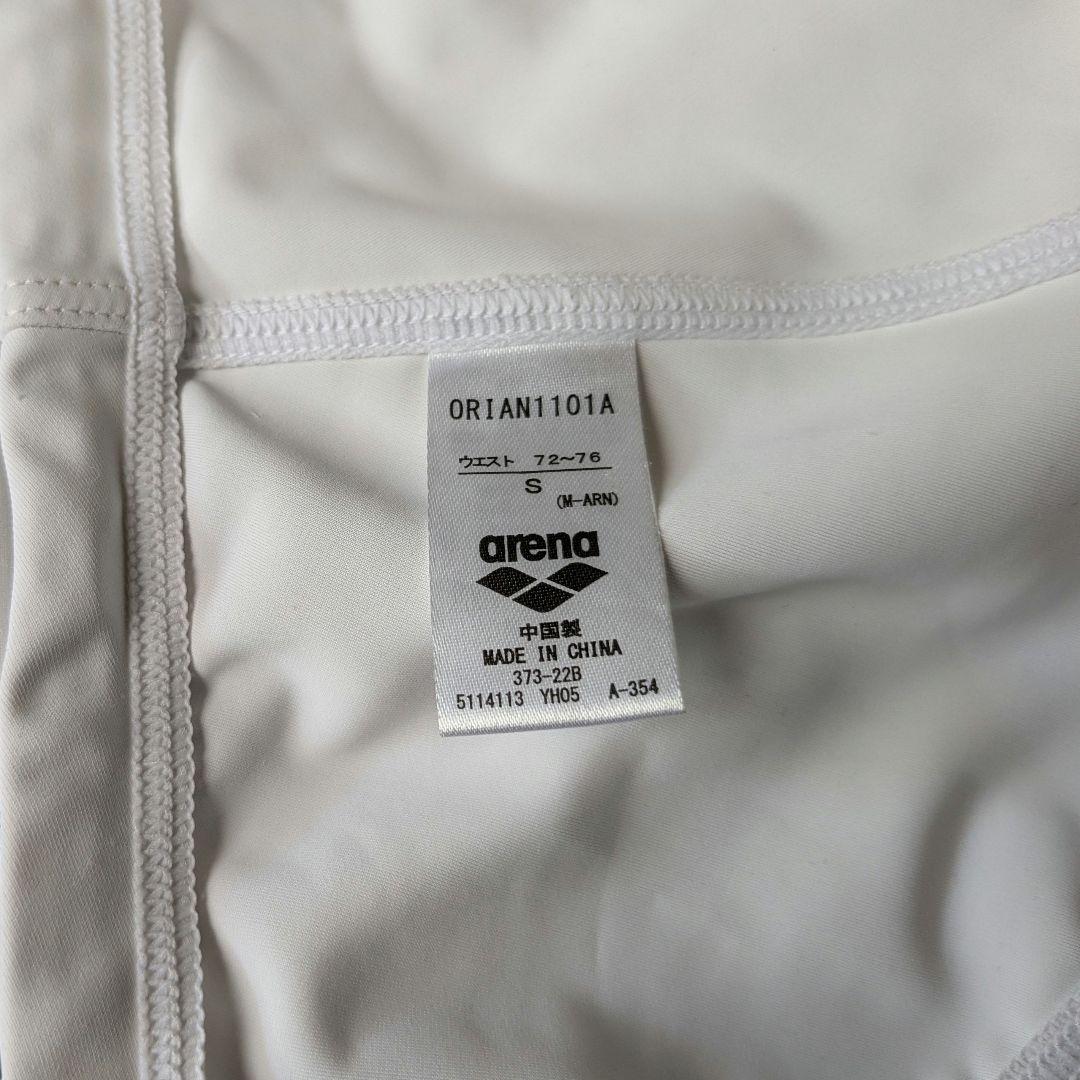 ORIAN1101A
ウエスト 72~76
S
(M-ARN)
arena
中国製
MADE IN CHINA
373-22B
5114113 YH05 A-354